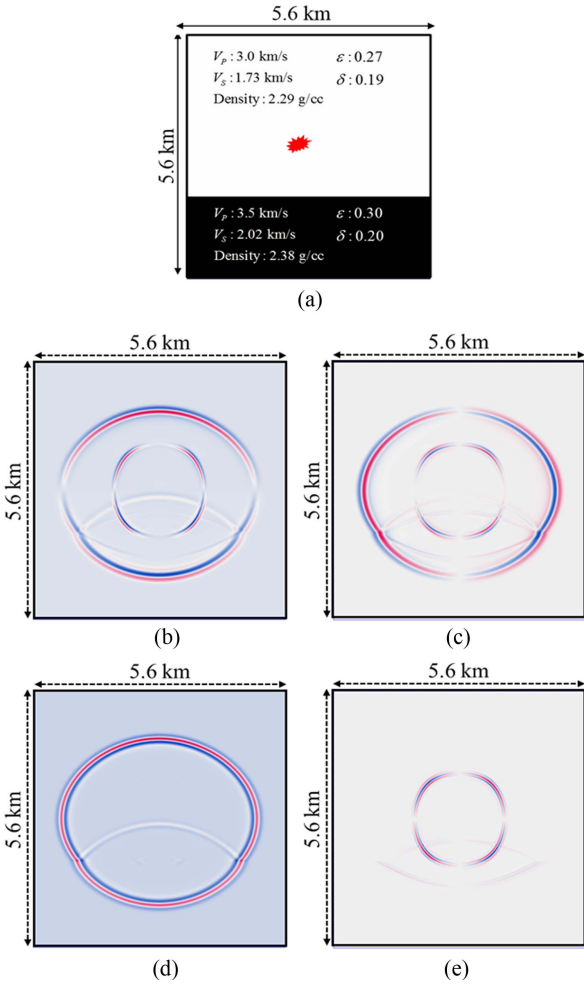 5.6 km
5.6 km
V_P : 3.0 km/s ε : 0.27
V_S : 1.73 km/s δ : 0.19
Density : 2.29 g/cc
V_P : 3.5 km/s ε : 0.30
V_S : 2.02 km/s δ : 0.20
Density : 2.38 g/cc
(a)
5.6 km 5.6 km
5.6 km 5.6 km
(b) (c)
5.6 km 5.6 km
5.6 km 5.6 km
(d) (e)